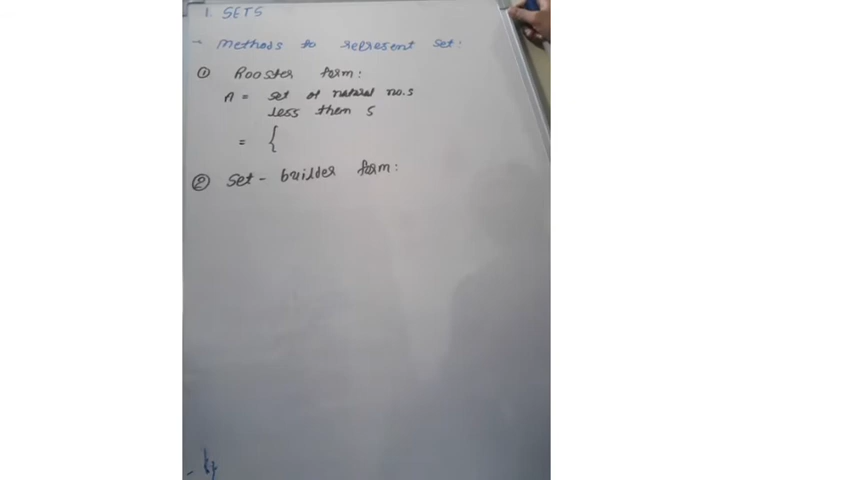 1. SETS
→ Methods to represent set:
① Rooster form:
A = set of natural no.s
less then 5
= {
② Set - builder form: